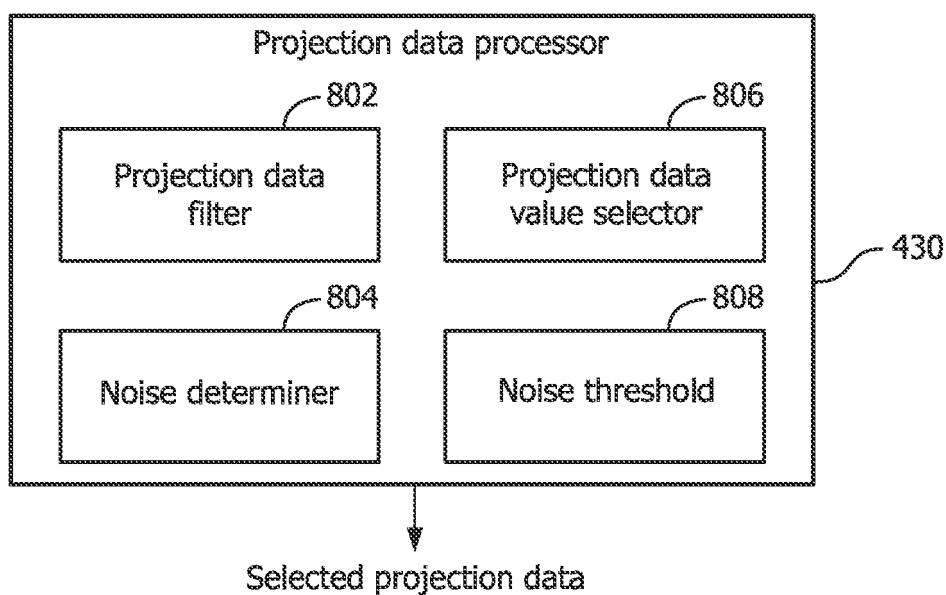 Projection data processor
802
806
Projection data
filter
Projection data
value selector
430
804
808
Noise determiner
Noise threshold
Selected projection data